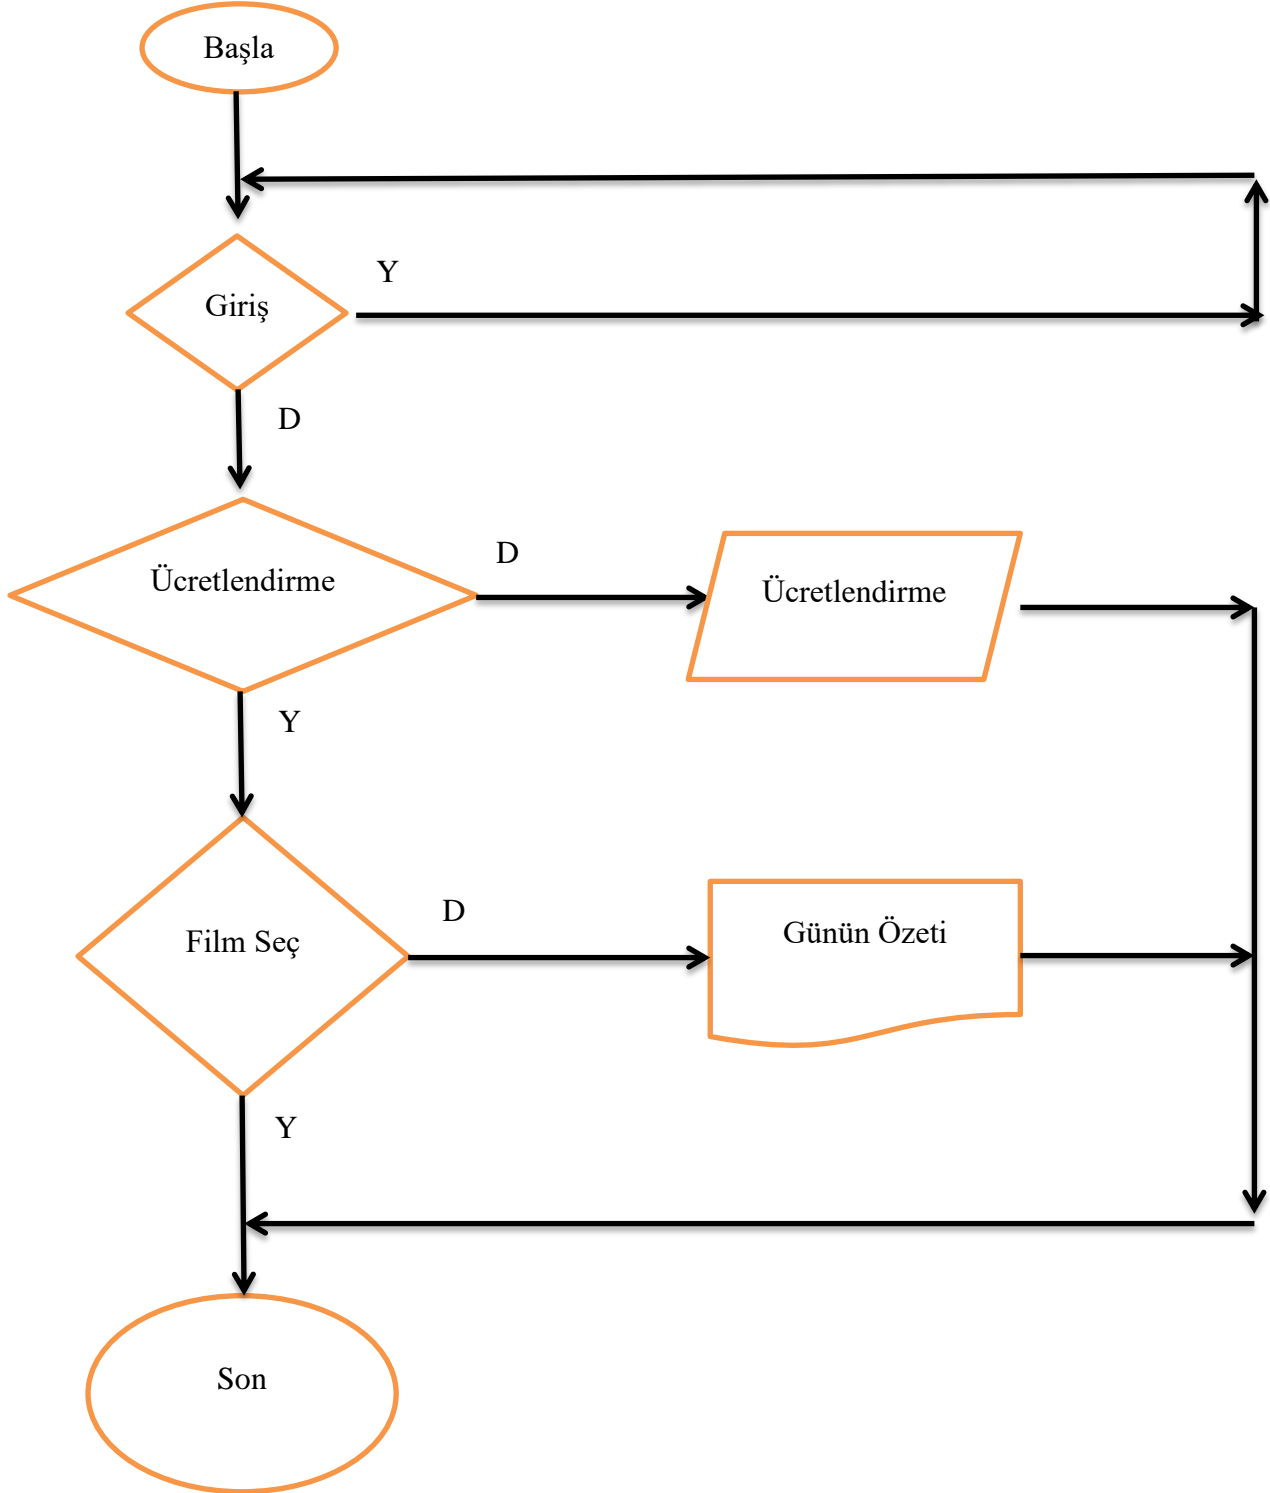 Başla
Y
Giriş
D
D
Ücretlendirme
Ücretlendirme
Y
D
Film Seç
Günün Özeti
Y
Son